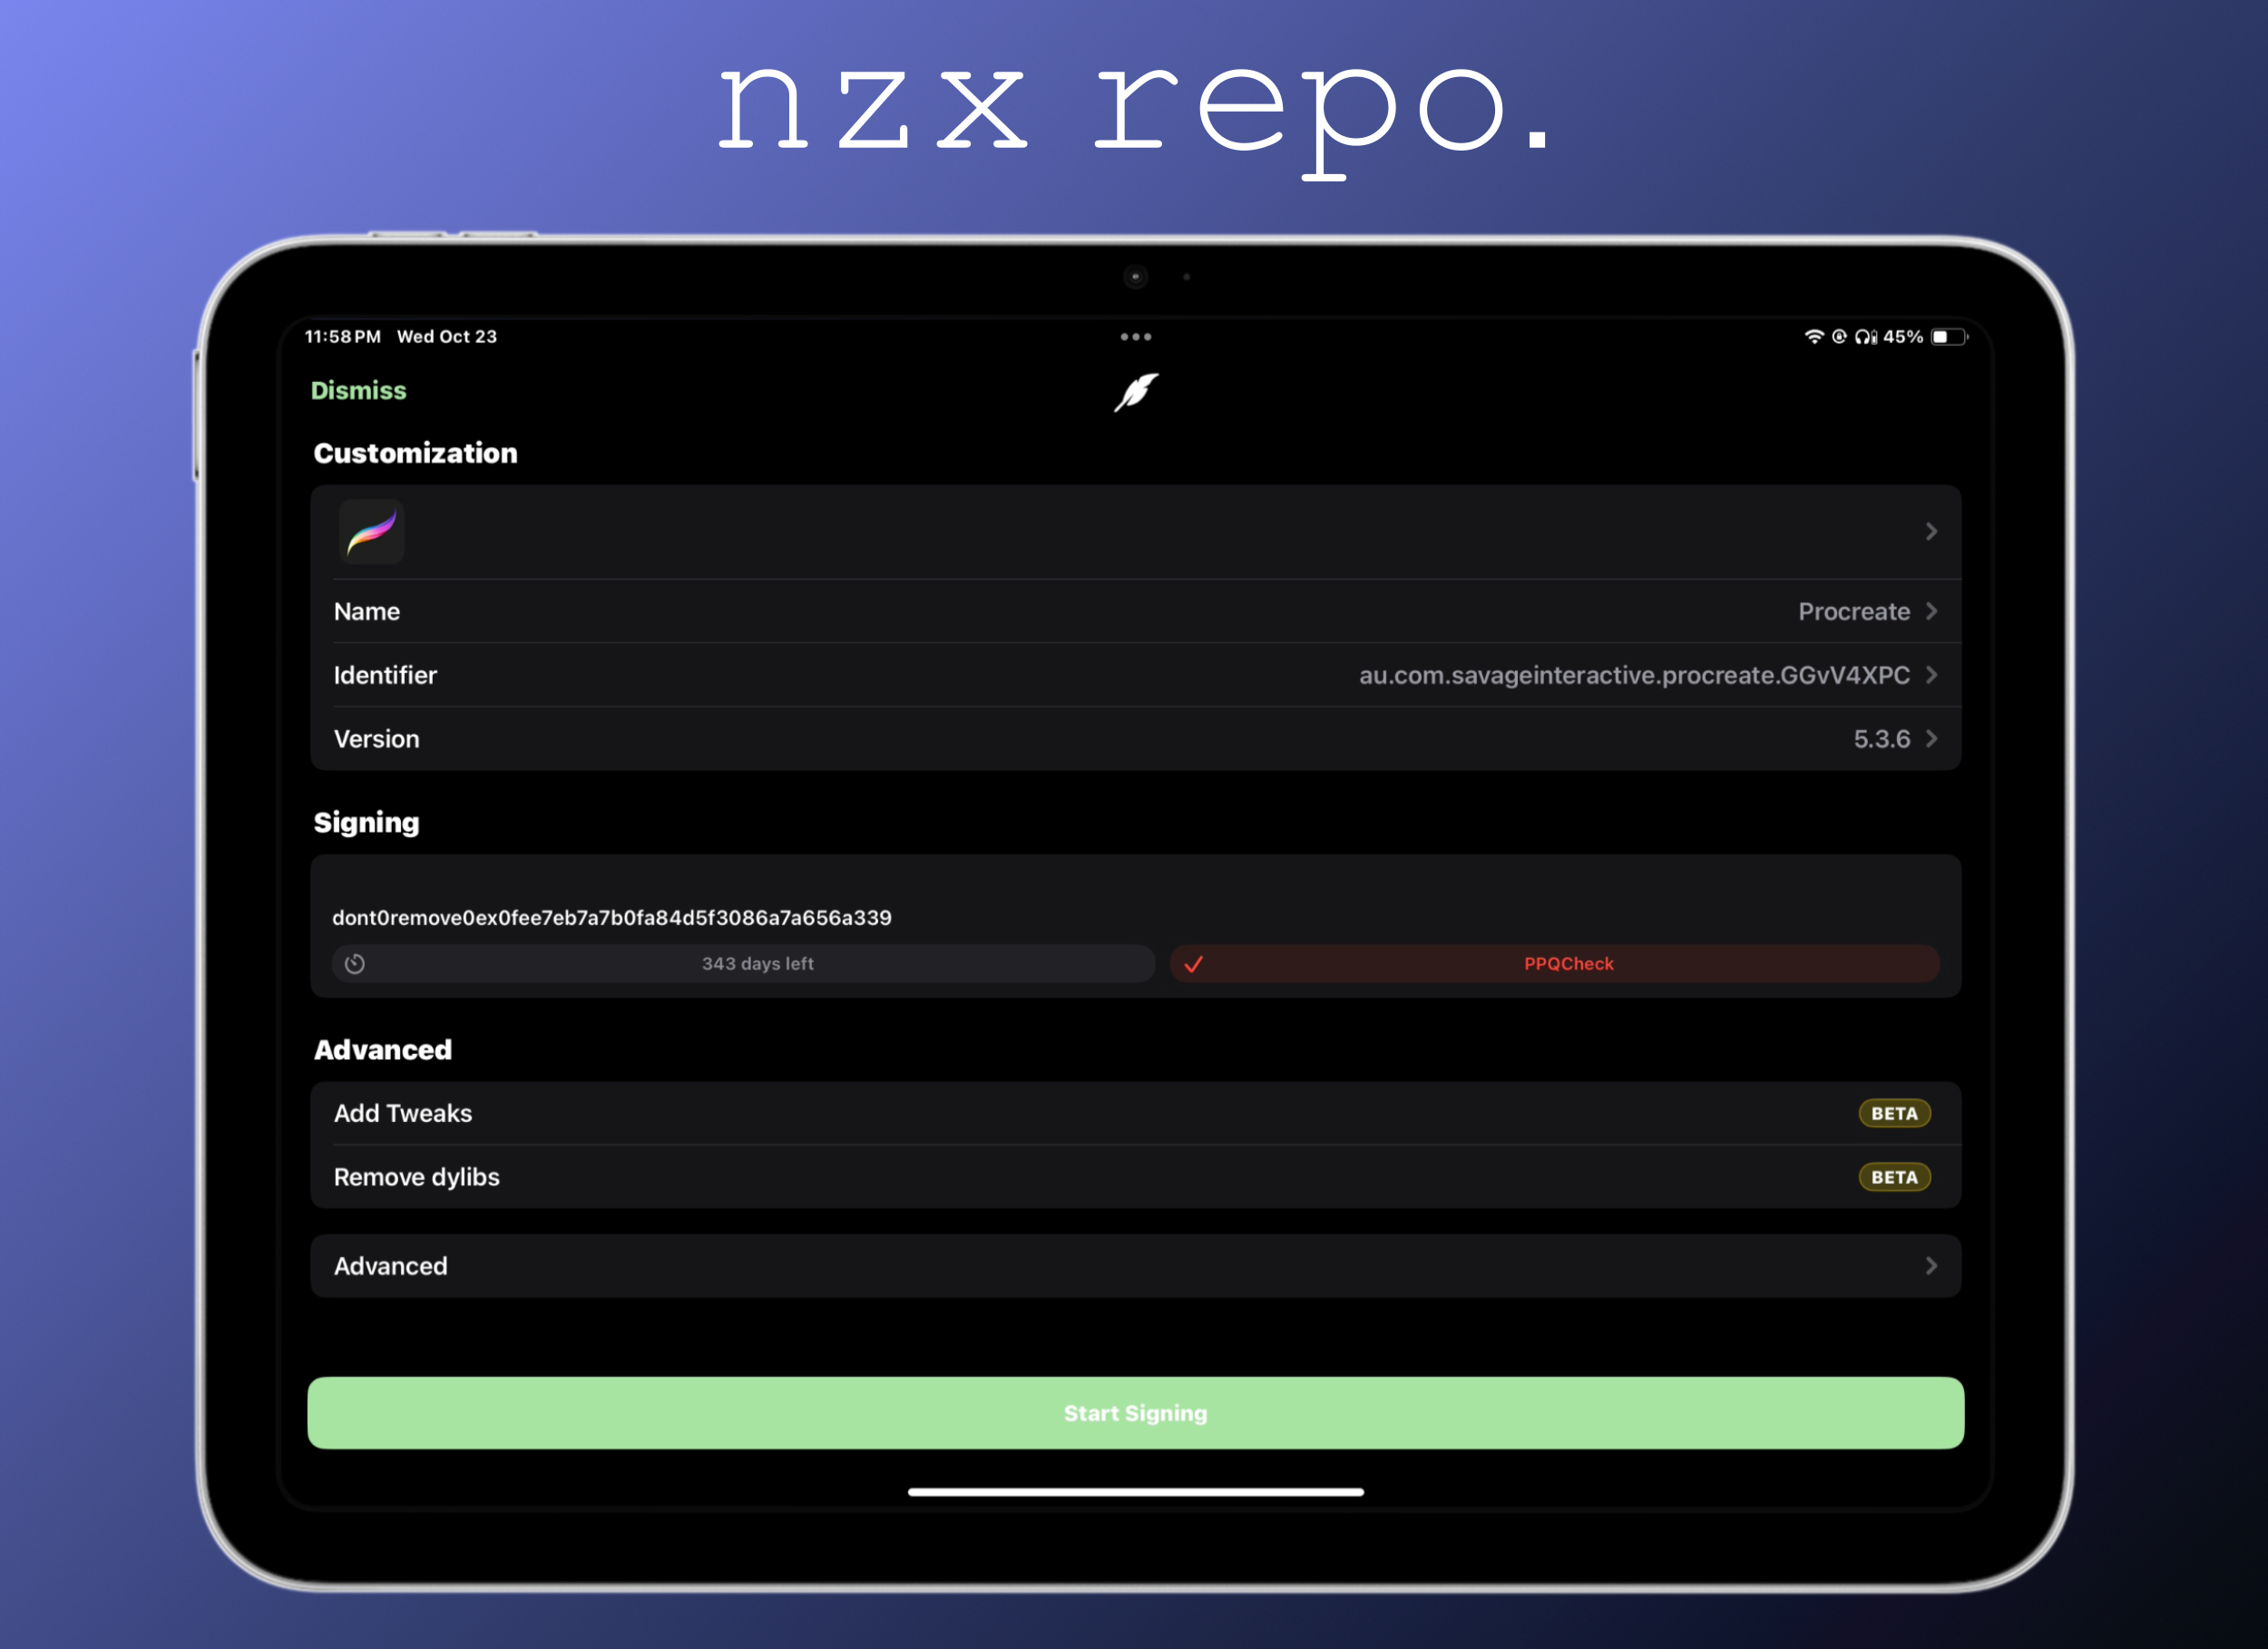 nzx repo.
11:58 PM Wed Oct 23
45%
Dismiss
Customization
Name Procreate
Identifier au.com.savageinteractive.procreate.GGvV4XPC
Version 5.3.6
Signing
dont0remove0ex0fee7eb7a7b0fa84d5f3086a7a656a339
343 days left PPQCheck
Advanced
Add Tweaks BETA
Remove dylibs BETA
Advanced
Start Signing